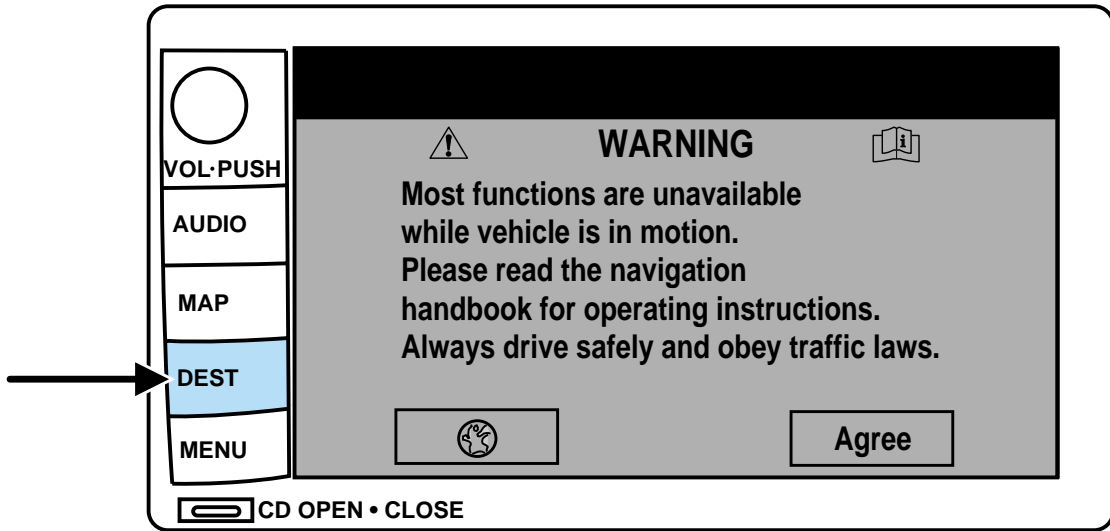 VOL·PUSH
AUDIO
MAP
DEST
MENU
WARNING
Most functions are unavailable
while vehicle is in motion.
Please read the navigation
handbook for operating instructions.
Always drive safely and obey traffic laws.
Agree
CD OPEN • CLOSE